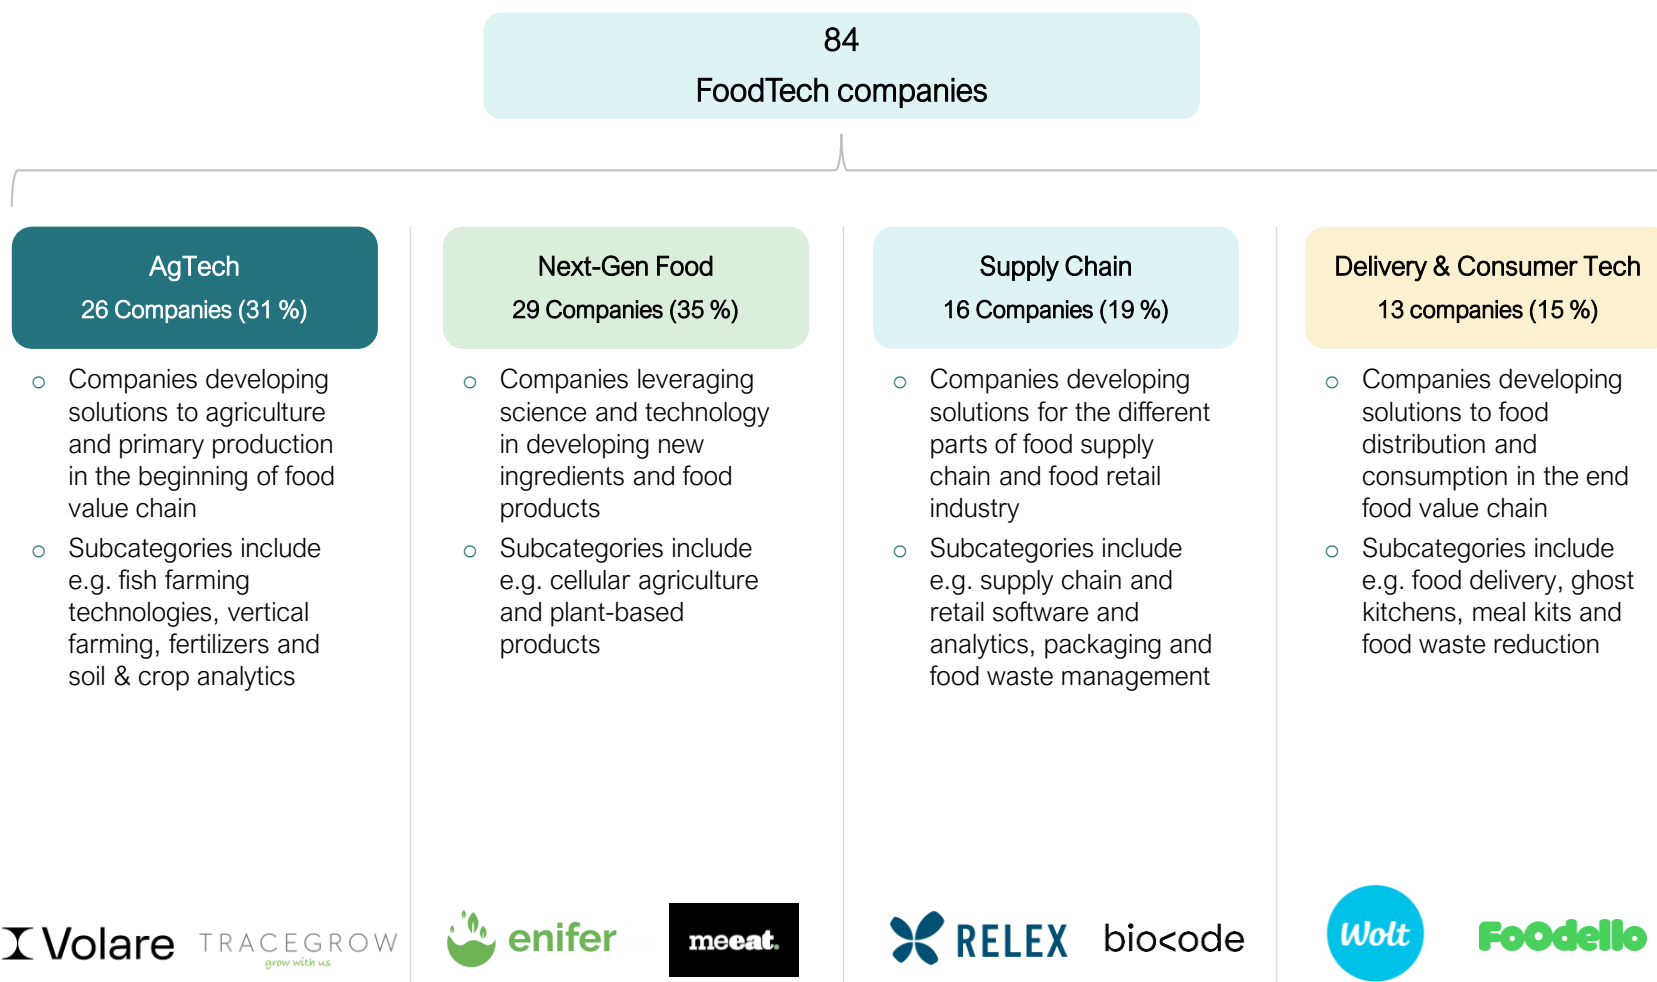 84
FoodTech companies
AgTech
26 Companies (31 %)
○ Companies developing
solutions to agriculture
and primary production
in the beginning of food
value chain
○ Subcategories include
e.g. fish farming
technologies, vertical
farming, fertilizers and
soil & crop analytics
Volare
TRACEGROW
grow with us
Next-Gen Food
29 Companies (35 %)
○ Companies leveraging
science and technology
in developing new
ingredients and food
products
○ Subcategories include
e.g. cellular agriculture
and plant-based
products
enifer
meeat.
Supply Chain
16 Companies (19 %)
○ Companies developing
solutions for the different
parts of food supply
chain and food retail
industry
○ Subcategories include
e.g. supply chain and
retail software and
analytics, packaging and
food waste management
RELEX
bio<ode
Delivery & Consumer Tech
13 companies (15 %)
○ Companies developing
solutions to food
distribution and
consumption in the end
food value chain
○ Subcategories include
e.g. food delivery, ghost
kitchens, meal kits and
food waste reduction
Wolt
FoOdello